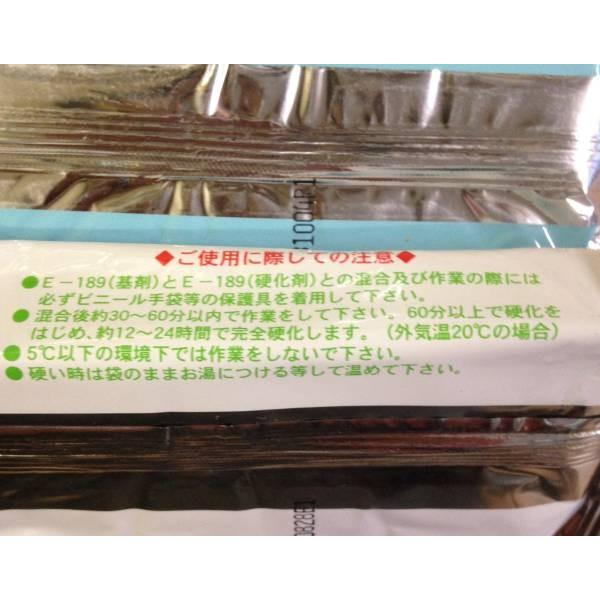 3100GR1
◆ご使用に際しての注意◆
●E－189(基剤)とE－189(硬化剤)との混合及び作業の際には
必ずビニール手袋等の保護具を着用して下さい。
●混合後約30～60分以内で作業をして下さい。60分以上で硬化を
はじめ、約12～24時間で完全硬化します。（外気温20℃の場合）
●5℃以下の環境下では作業をしないで下さい。
●硬い時は袋のままお湯につける等して温めて下さい。
0828B1